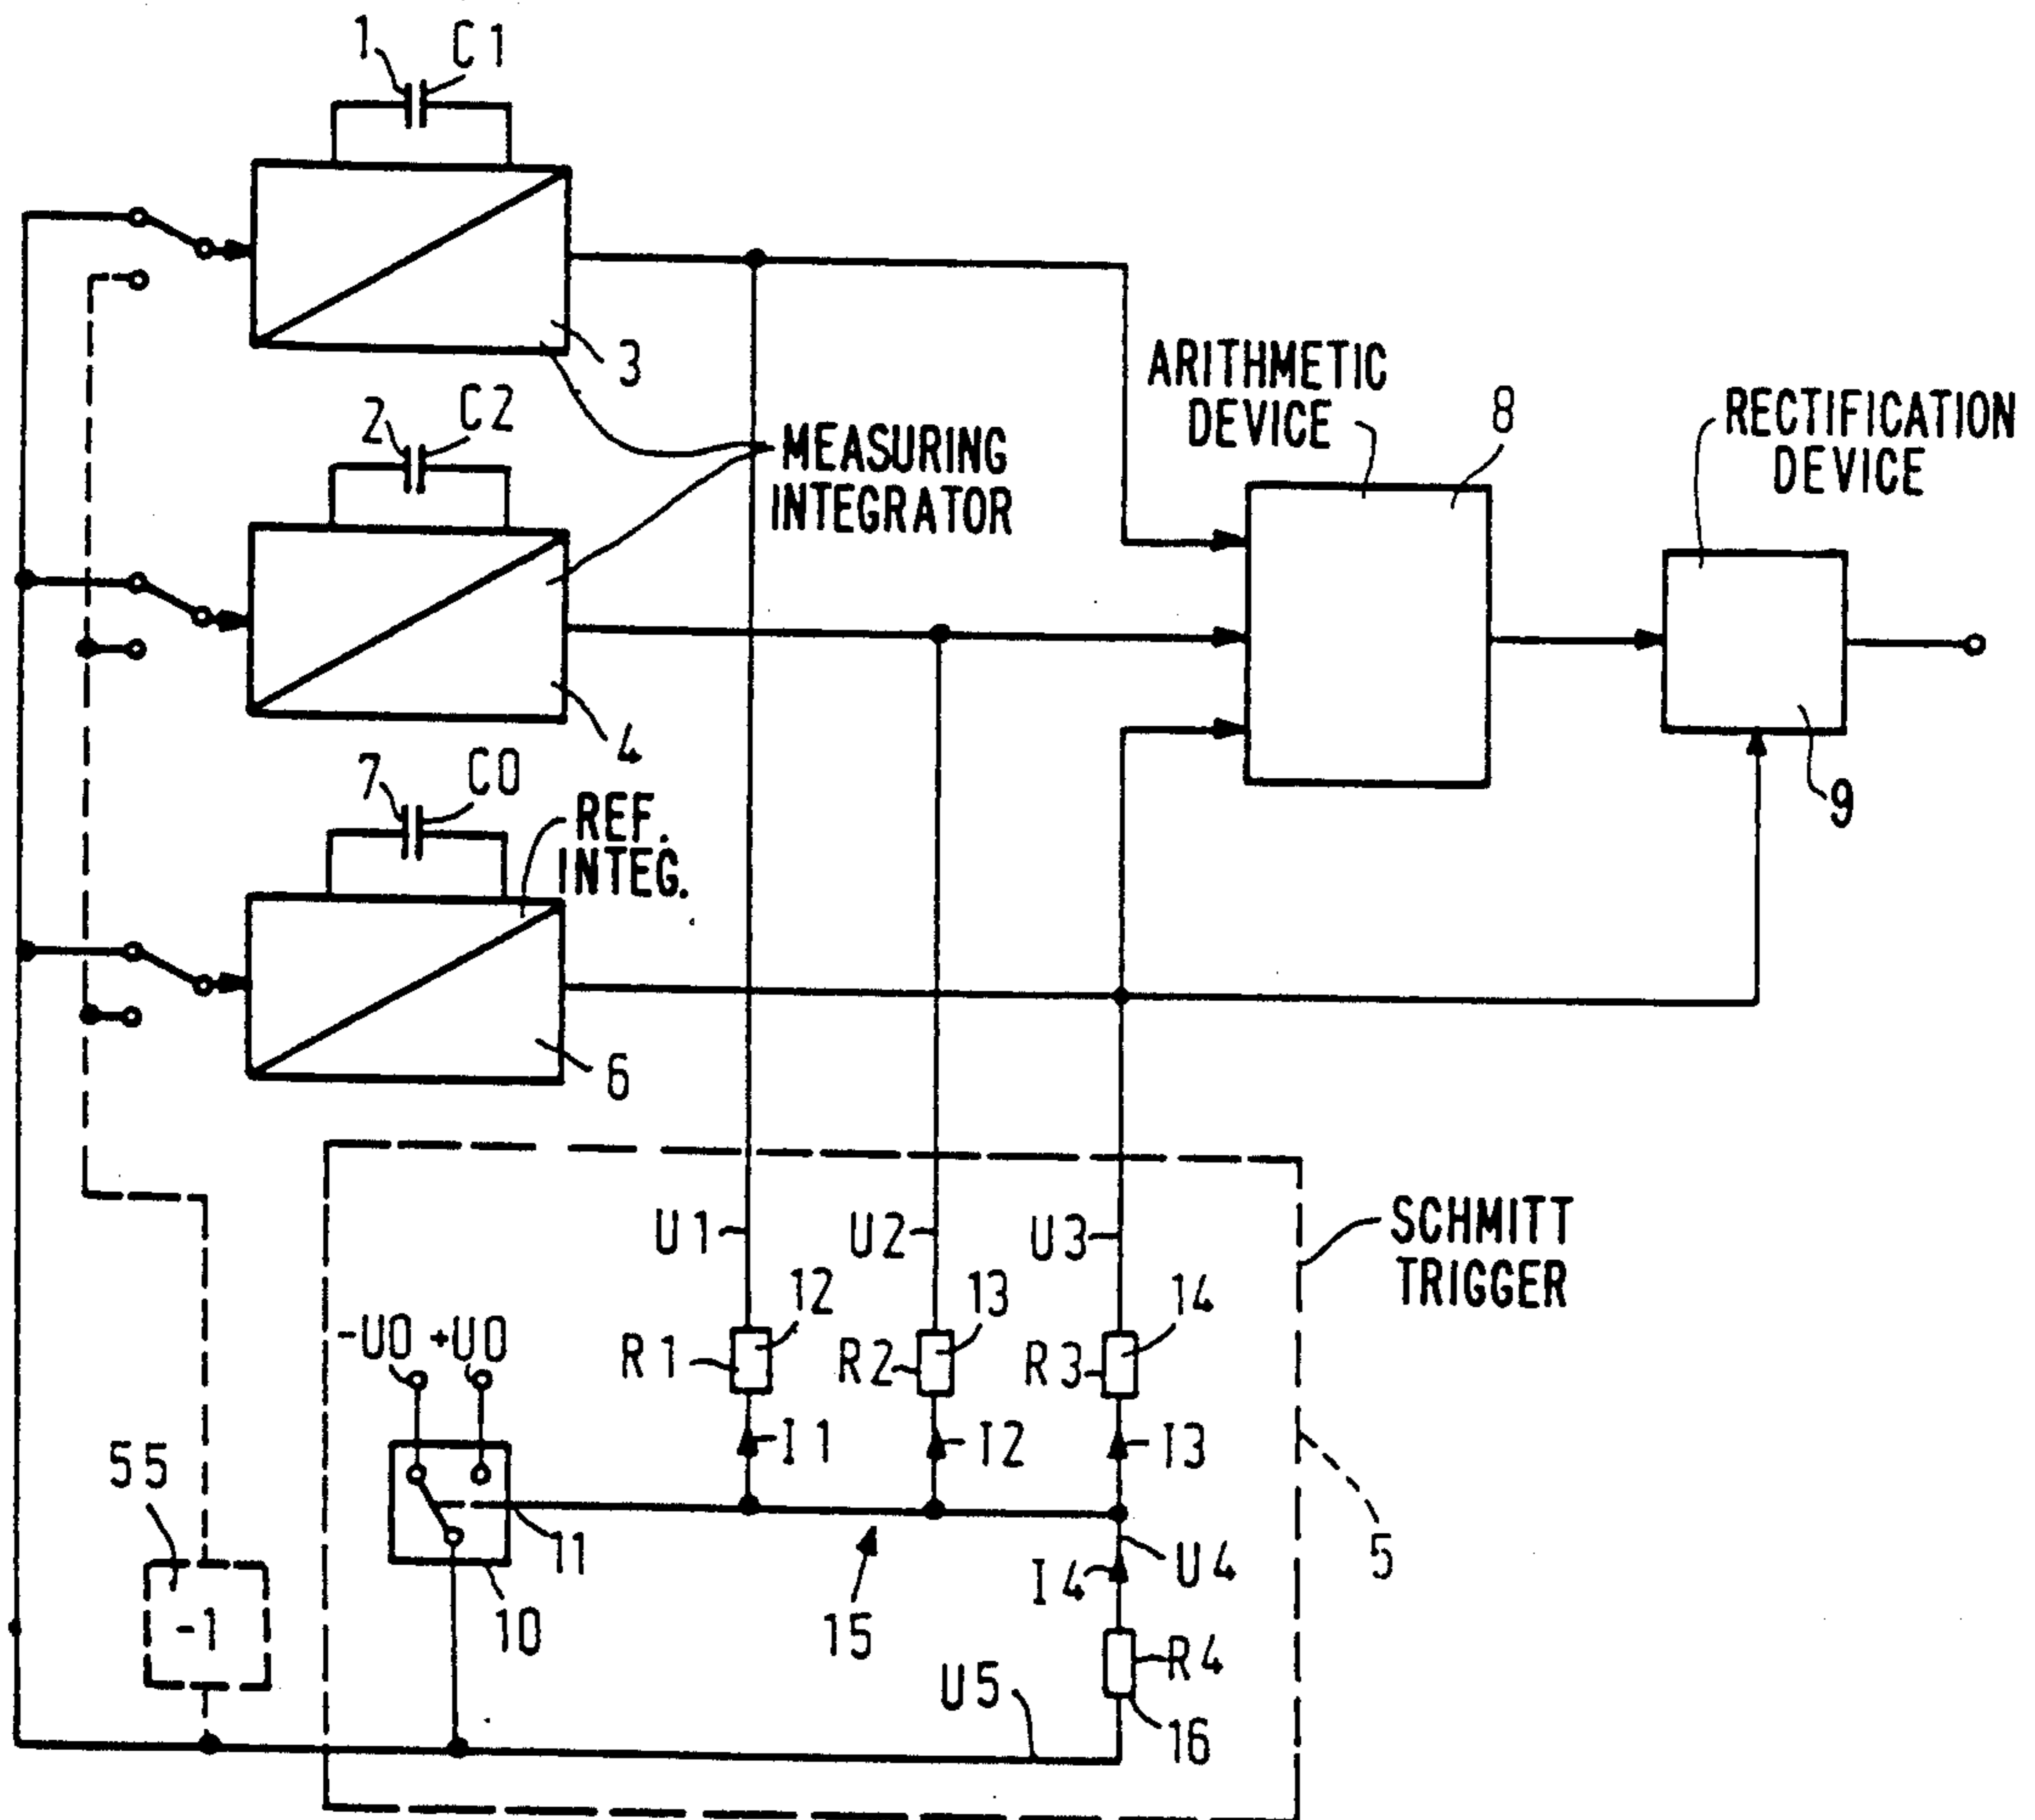 1
C1
3
ARITHMETIC
DEVICE
8
RECTIFICATION
DEVICE
2
C2
MEASURING
INTEGRATOR
4
9
7
C0
REF.
INTEG.
6
SCHMITT
TRIGGER
U1
U2
U3
12
13
14
-U0 +U0
R1
R2
R3
I1
I2
I3
55
11
5
10
15
I4
U4
-1
R4
U5
16